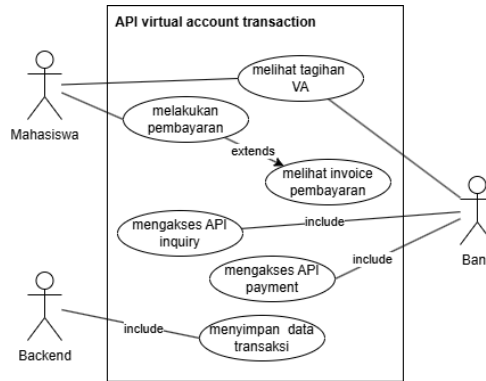 API virtual account transaction
melihat tagihan
VA
Mahasiswa
melakukan
pembayaran
extends
melihat invoice
pembayaran
mengakses API
inquiry
include
Ban
mengakses API
payment
include
Backend
include
menyimpan data
transaksi